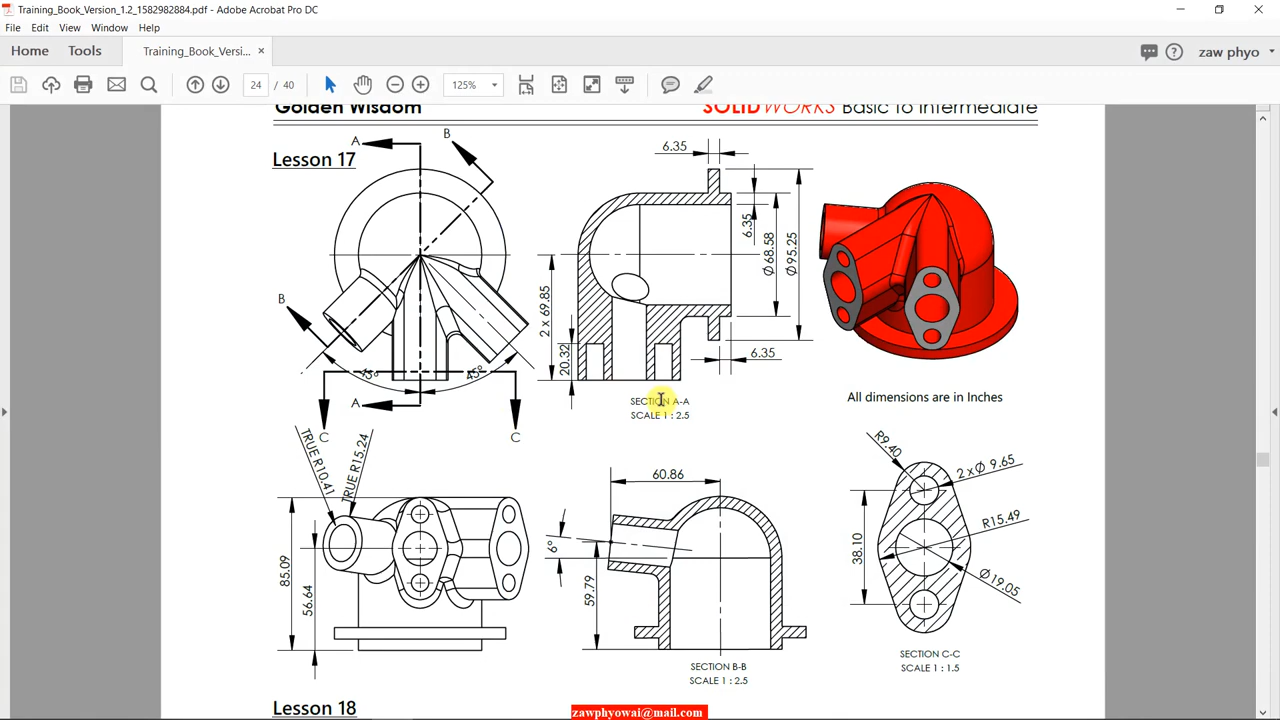 Training_Book_Version_1.2_1582982884.pdf - Adobe Acrobat Pro DC
File Edit View Window Help
Home Tools Training_Book_Versi... × zaw phyo
24 / 40 125%
Golden Wisdom SOLIDWORKS Basic To Intermediate
Lesson 17
A
B
6.35
6.35
Ø 68.58
Ø 95.25
B
2 x 69.85
20.32
6.35
45°
45°
A
C
C
SECTION A-A
SCALE 1 : 2.5
All dimensions are in Inches
TRUE R10.41
TRUE R15.24
85.09
56.64
60.86
6°
59.79
SECTION B-B
SCALE 1 : 2.5
R9.40
2 x Ø 9.65
R15.49
38.10
Ø 19.05
SECTION C-C
SCALE 1 : 1.5
Lesson 18
zawphyowai@mail.com